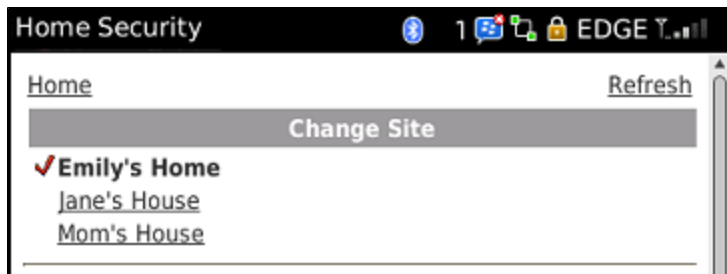 Home Security 1 EDGE
Home Refresh
Change Site
Emily's Home
Jane's House
Mom's House